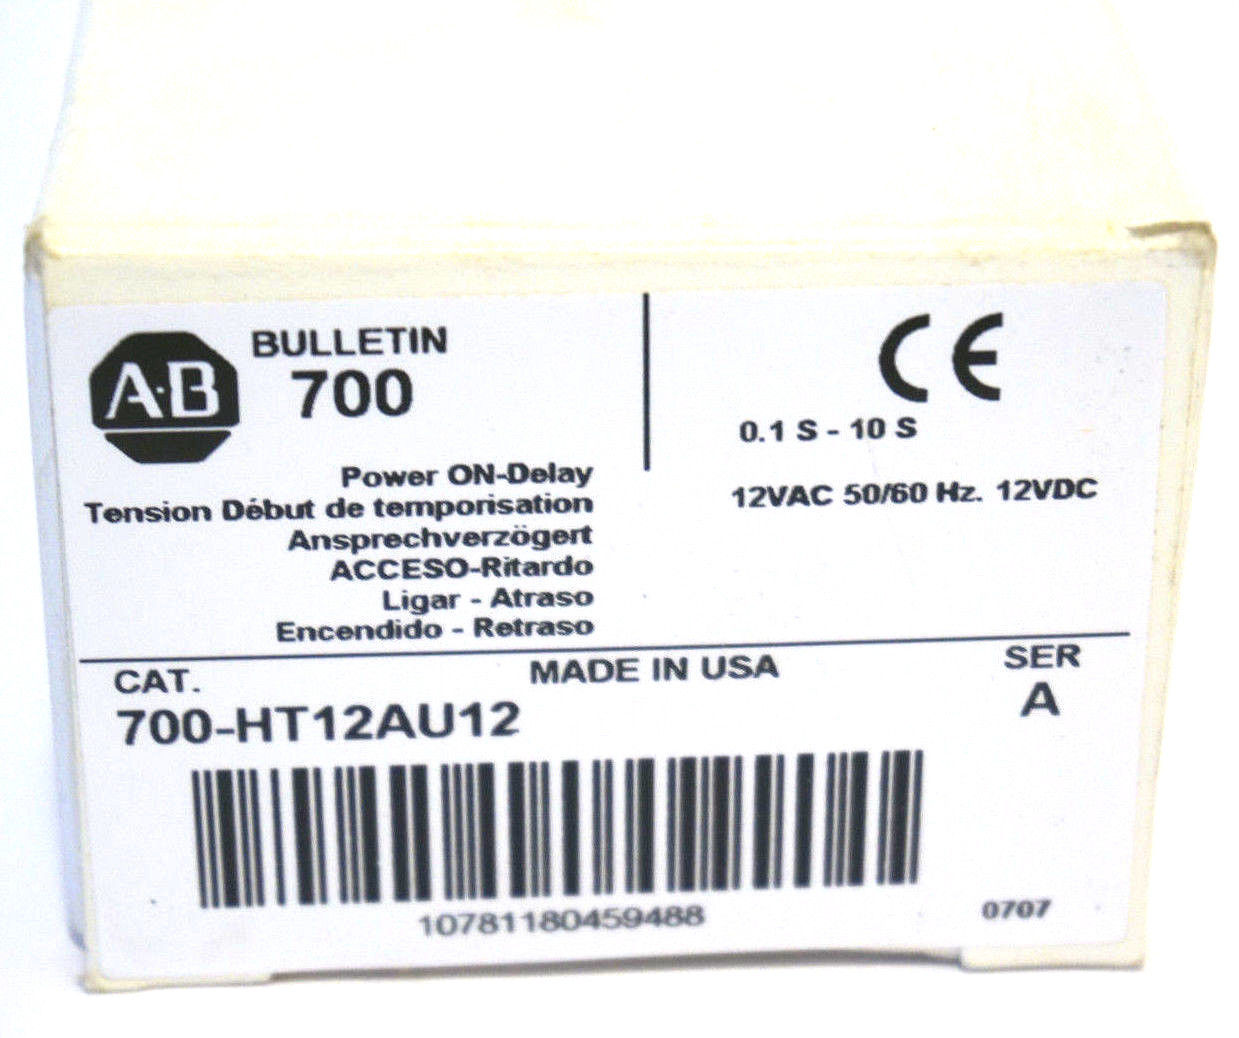 A·B
BULLETIN
700
CE
0.1 S - 10 S
12VAC 50/60 Hz. 12VDC
Power ON-Delay
Tension Début de temporisation
Ansprechverzögert
ACCESO-Ritardo
Ligar - Atraso
Encendido - Retraso
CAT.
MADE IN USA
SER
700-HT12AU12
A
10781180459488
0707